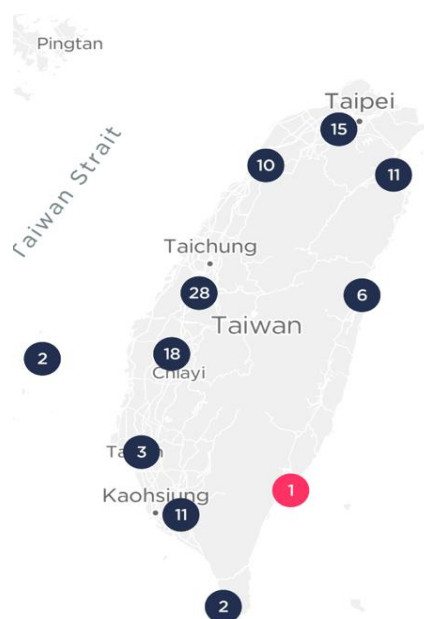 Pingtan
Taipei
15
10
11
Taiwan Strait
Taichung
28
6
Taiwan
18
2
Chiayi
3
Kaohsiung
1
11
2